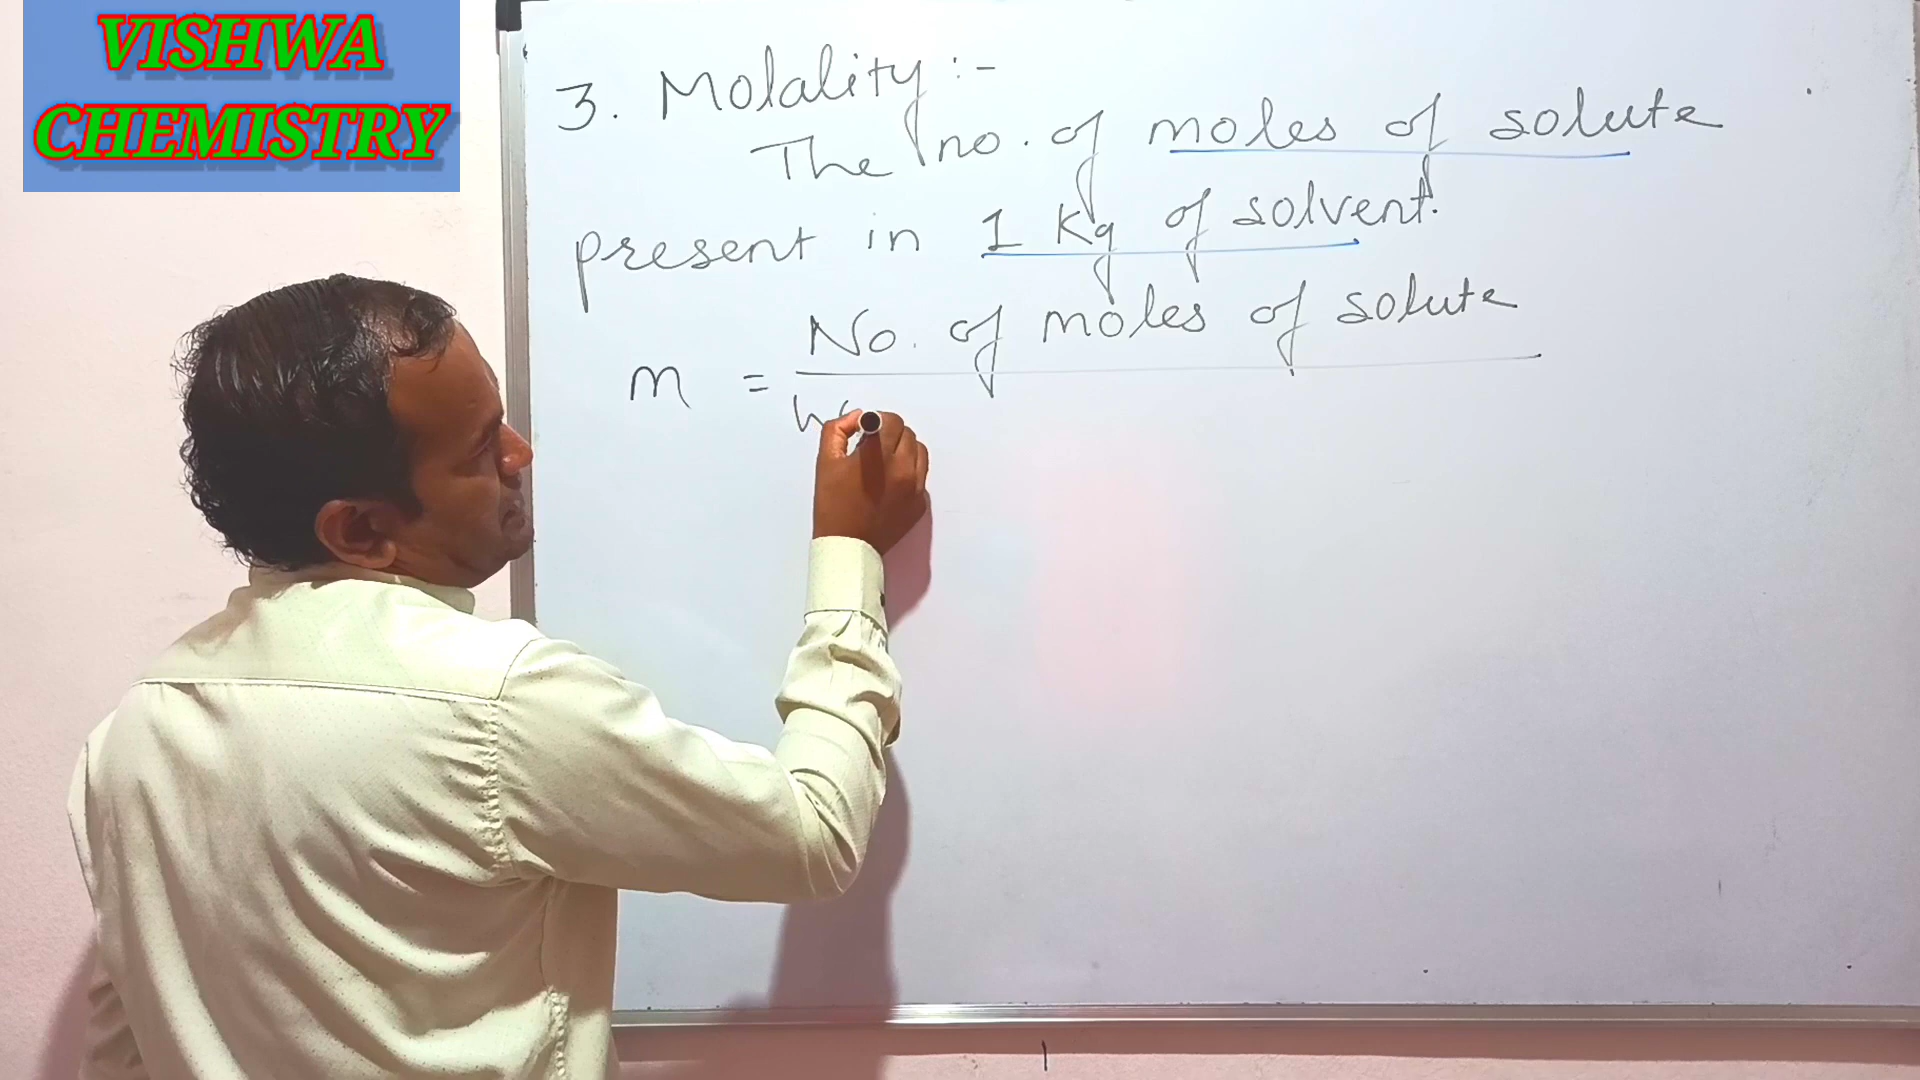 VISHWA
CHEMISTRY
3. Molality :-
The no. of moles of solute
present in 1 Kg of solvent.
m = No. of moles of solute